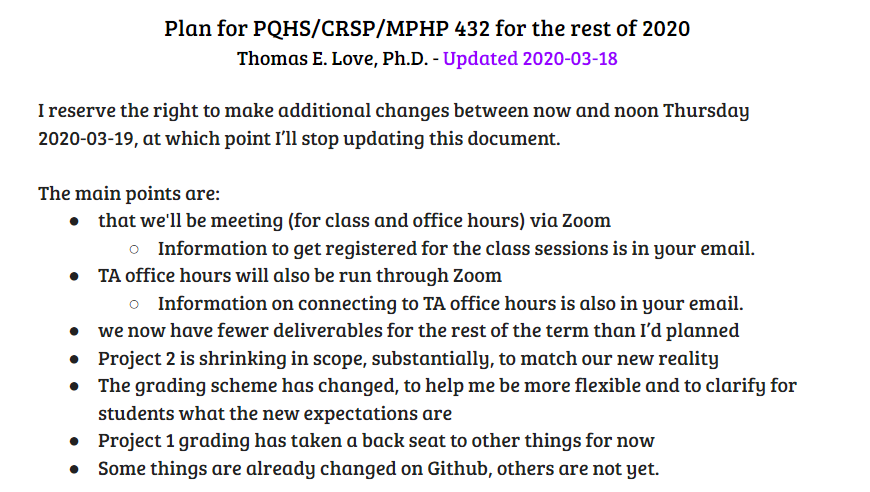 Plan for PQHS/CRSP/MPHP 432 for the rest of 2020
Thomas E. Love, Ph.D. - Updated 2020-03-18
I reserve the right to make additional changes between now and noon Thursday
2020-03-19, at which point I’ll stop updating this document.
The main points are:
● that we'll be meeting (for class and office hours) via Zoom
○ Information to get registered for the class sessions is in your email.
● TA office hours will also be run through Zoom
○ Information on connecting to TA office hours is also in your email.
● we now have fewer deliverables for the rest of the term than I’d planned
● Project 2 is shrinking in scope, substantially, to match our new reality
● The grading scheme has changed, to help me be more flexible and to clarify for
students what the new expectations are
● Project 1 grading has taken a back seat to other things for now
● Some things are already changed on Github, others are not yet.